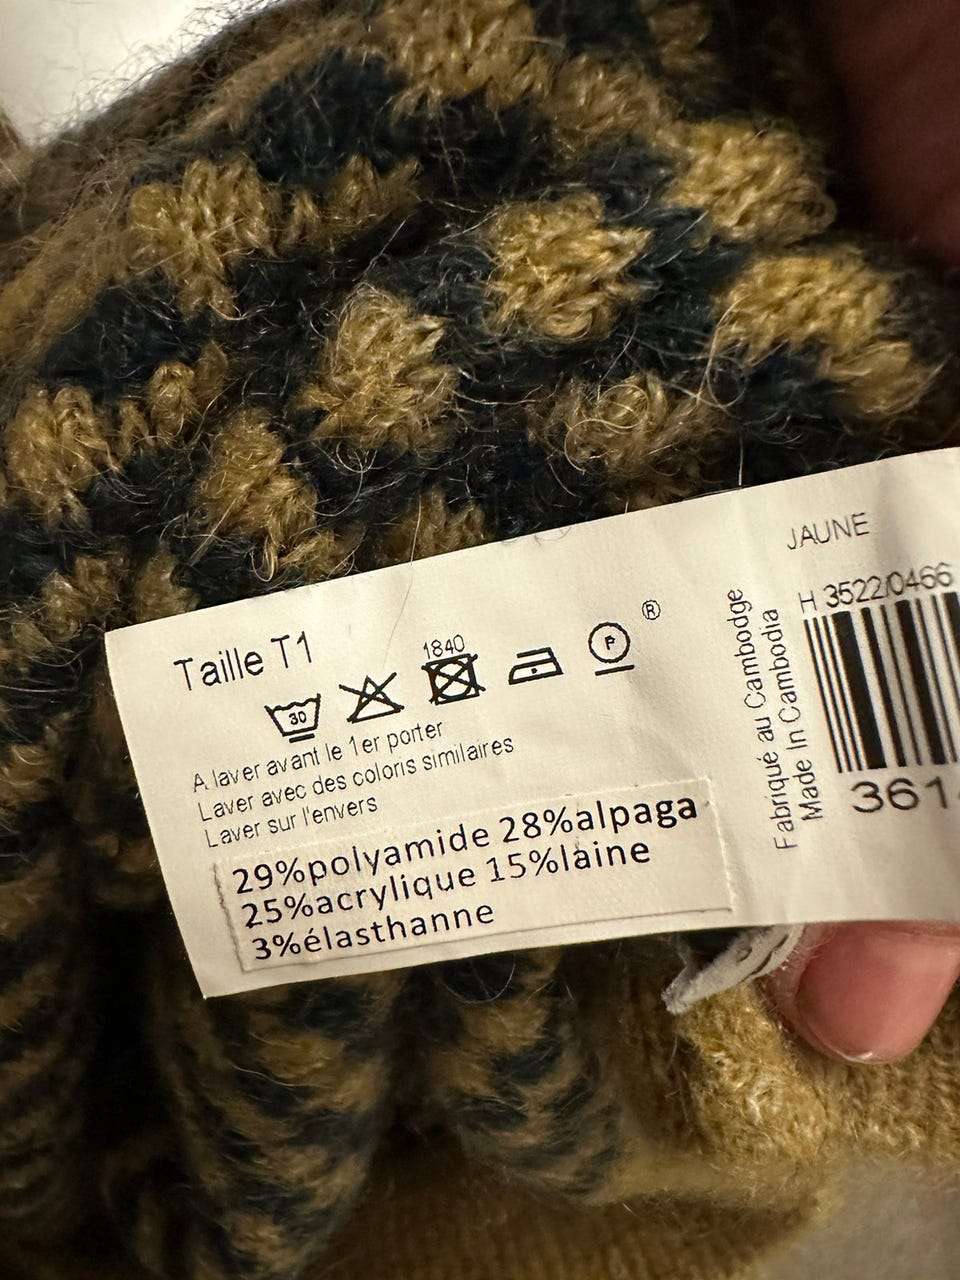 Taille T1
1840
30
P
®
A laver avant le 1er porter
Laver avec des coloris similaires
Laver sur l'envers
29%polyamide 28%alpaga
25%acrylique 15%laine
3%élasthanne
Fabriqué au Cambodge
Made In Cambodia
JAUNE
H 3522/0466
361